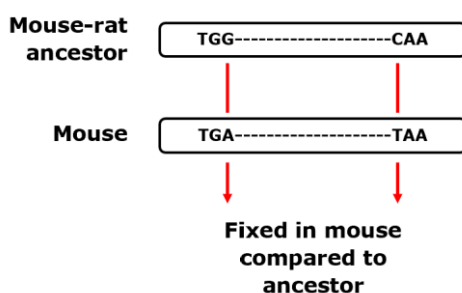 Mouse-rat
ancestor
TGG---------------------CAA
Mouse
TGA---------------------TAA
Fixed in mouse
compared to
ancestor